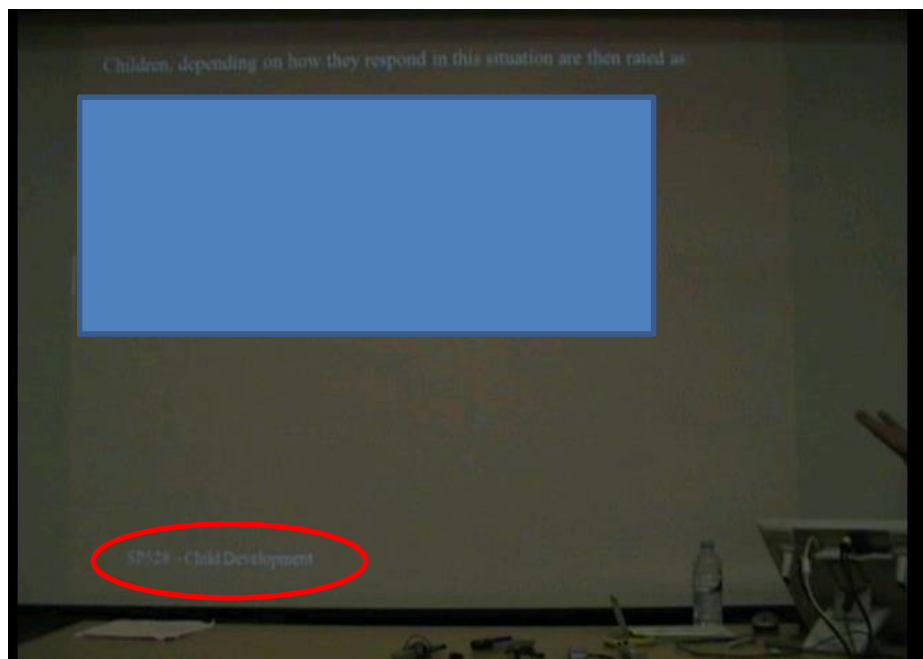 Children, depending on how they respond in this situation are then rated as:
SP528 - Child Development